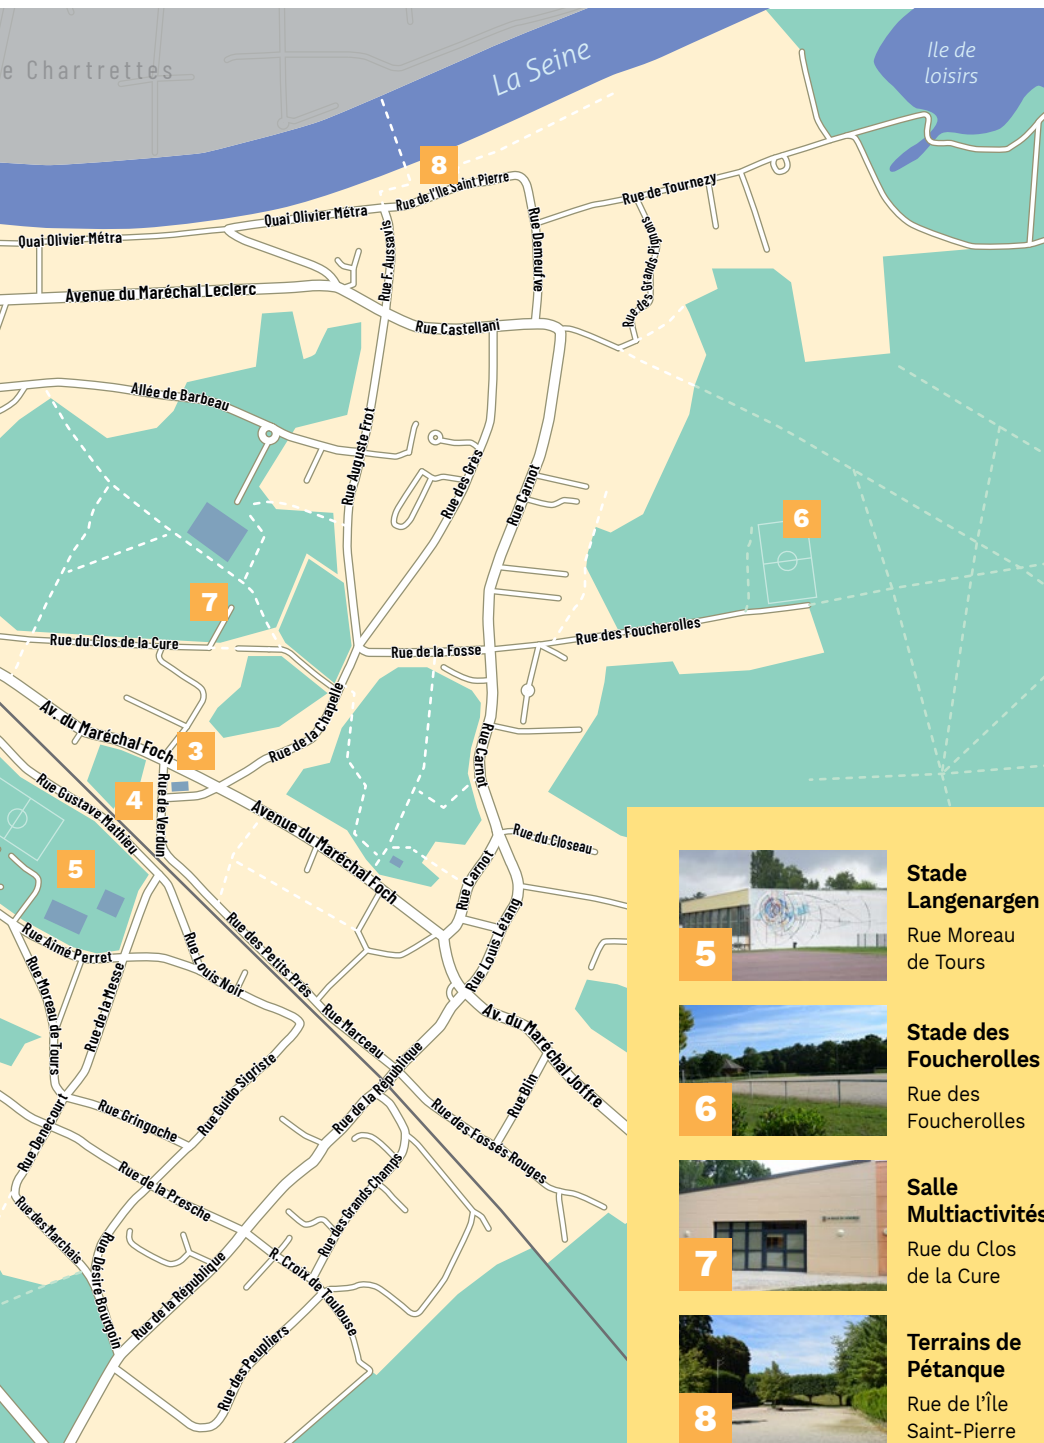 e Chartrettes
La Seine
Ile de
loisirs
8
Rue de l'Ile Saint Pierre
Quai Olivier Métra
Quai Olivier Métra
Rue de Tournezy
Rue F. Aussavis
Rue Demeufve
Rue des Grands Pignons
Avenue du Maréchal Leclerc
Rue Castellani
Allée de Barbeau
Rue Auguste Frot
Rue des Grès
Rue Carnot
6
7
Rue du Clos de la Cure
Rue de la Fosse
Rue des Foucherolles
Av. du Maréchal Foch
3
Rue de la Chapelle
Rue Carnot
4
Rue Gustave Mathieu
Rue de Verdun
Avenue du Maréchal Foch
Rue du Closeau
5
Rue Carnot
Rue Louis Létang
Rue Aimé Perret
Rue des Petits Prés
Rue Louis Noir
Rue Moreau de Tours
Rue de la Messe
Rue Marceau
Av. du Maréchal Joffre
Rue de la République
Rue Guido Sigriste
Rue Blin
Rue Denecourt
Rue Gringoche
Rue des Fossés Rouges
Rue de la Presche
Rue des Grands Champs
Rue des Marchais
Rue Désiré Bourgoin
Rue de la République
R. Croix de Toulouse
Rue des Peupliers
5
Stade
Langenargen
Rue Moreau
de Tours
6
Stade des
Foucherolles
Rue des
Foucherolles
7
Salle
Multiactivités
Rue du Clos
de la Cure
8
Terrains de
Pétanque
Rue de l'Île
Saint-Pierre